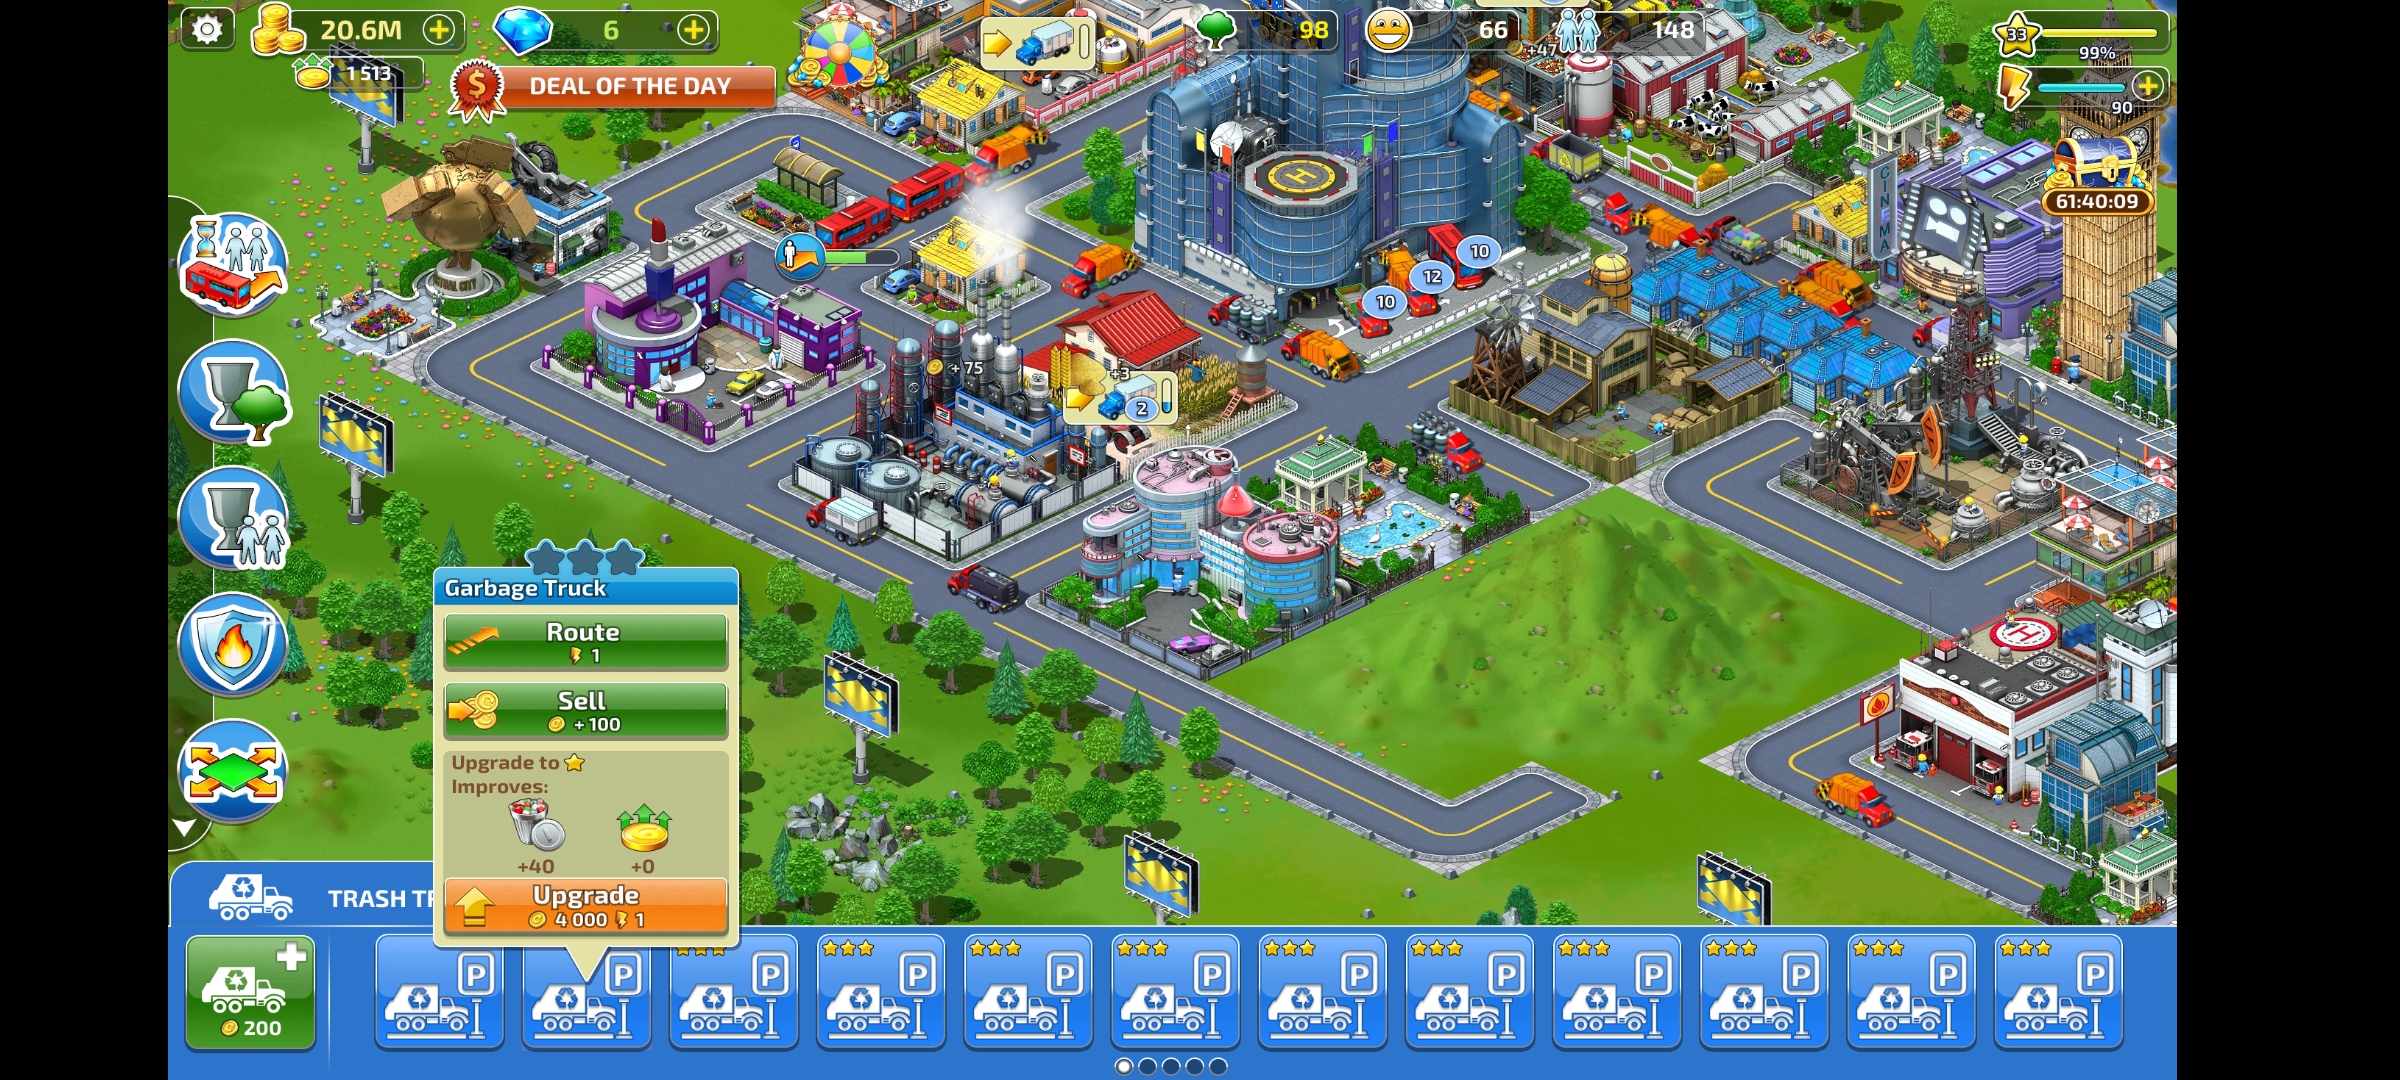 20.6M
6
98
66
148
33
99%
1 513
DEAL OF THE DAY
$
90
61:40:09
+47
CINEMA
H
10
12
10
+75
+3
2
H
Garbage Truck
Route
1
Sell
+100
Upgrade to
Improves:
+40
+0
Upgrade
4 000 1
TRASH TR
200
P
P
P
P
P
P
P
P
P
P
P
P